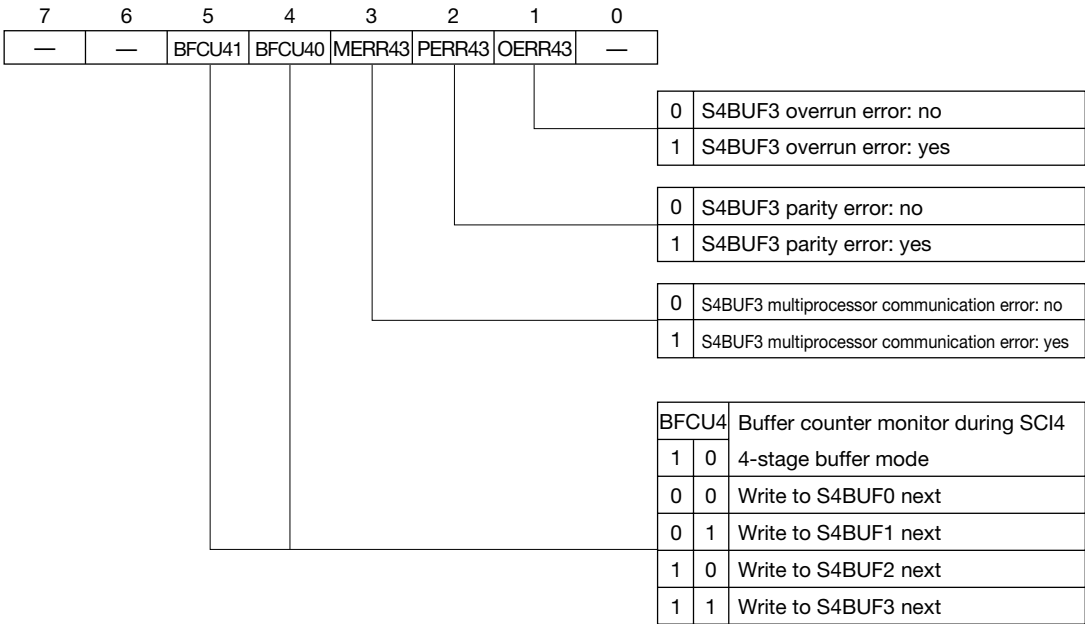 7 6 5 4 3 2 1 0
— — BFCU41 BFCU40 MERR43 PERR43 OERR43 —
0 S4BUF3 overrun error: no
1 S4BUF3 overrun error: yes
0 S4BUF3 parity error: no
1 S4BUF3 parity error: yes
0 S4BUF3 multiprocessor communication error: no
1 S4BUF3 multiprocessor communication error: yes
BFCU4 Buffer counter monitor during SCI4
1 0 4-stage buffer mode
0 0 Write to S4BUF0 next
0 1 Write to S4BUF1 next
1 0 Write to S4BUF2 next
1 1 Write to S4BUF3 next